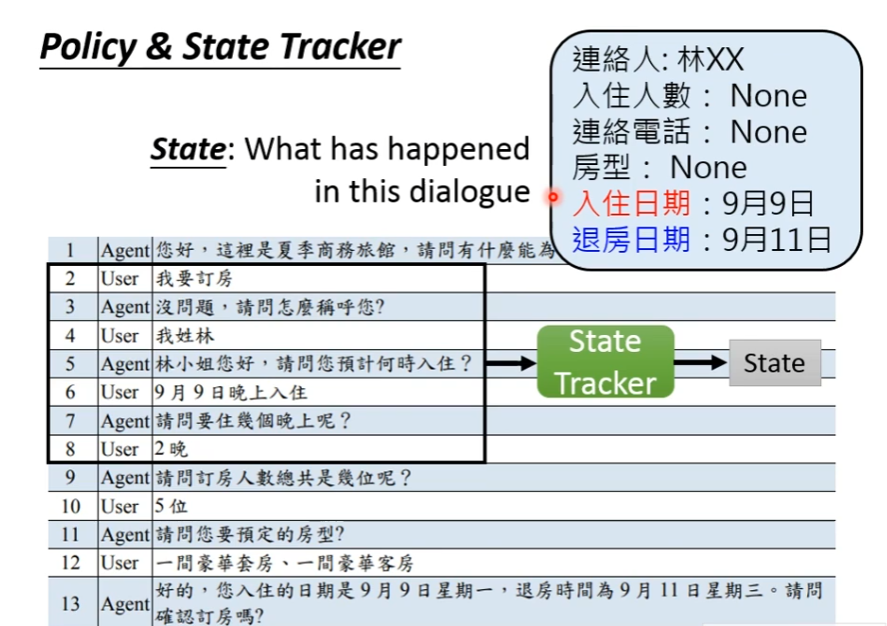 Policy & State Tracker
連絡人: 林XX
入住人數： None
連絡電話： None
房型： None
入住日期：9月9日
退房日期：9月11日
State: What has happened
in this dialogue
1 Agent 您好，這裡是夏季商務旅館，請問有什麼能為
2 User 我要訂房
3 Agent 沒問題，請問怎麼稱呼您?
4 User 我姓林
5 Agent 林小姐您好，請問您預計何時入住？
6 User 9 月 9 日晚上入住
7 Agent 請問要住幾個晚上呢？
8 User 2 晚
9 Agent 請問訂房人數總共是幾位呢？
10 User 5 位
11 Agent 請問您要預定的房型?
12 User 一間豪華套房、一間豪華客房
13 Agent 好的，您入住的日期是 9 月 9 日星期一，退房時間為 9 月 11 日星期三。請問
確認訂房嗎?
State
Tracker
State